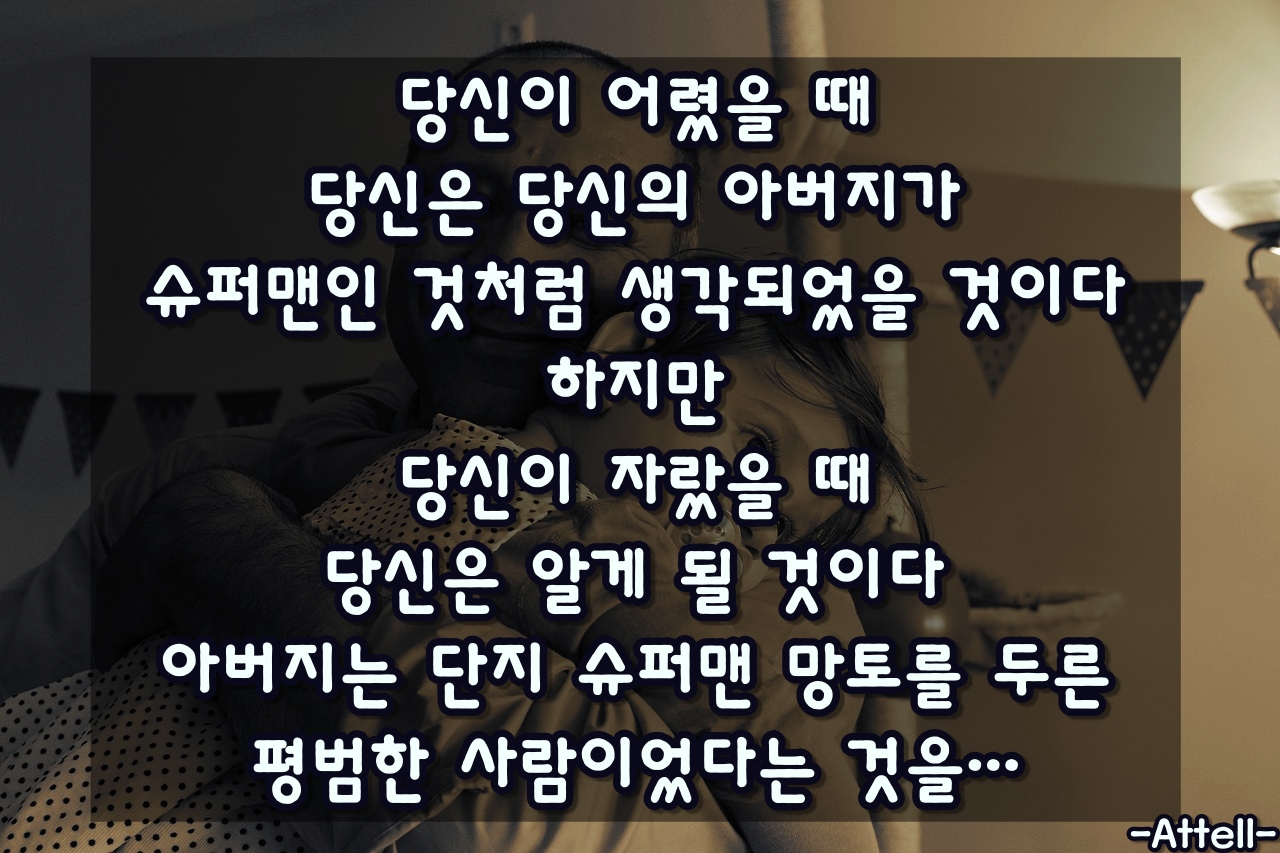 당신이 어렸을 때
당신은 당신의 아버지가
슈퍼맨인 것처럼 생각되었을 것이다
하지만
당신이 자랐을 때
당신은 알게 될 것이다
아버지는 단지 슈퍼맨 망토를 두른
평범한 사람이었다는 것을…
-Attell-